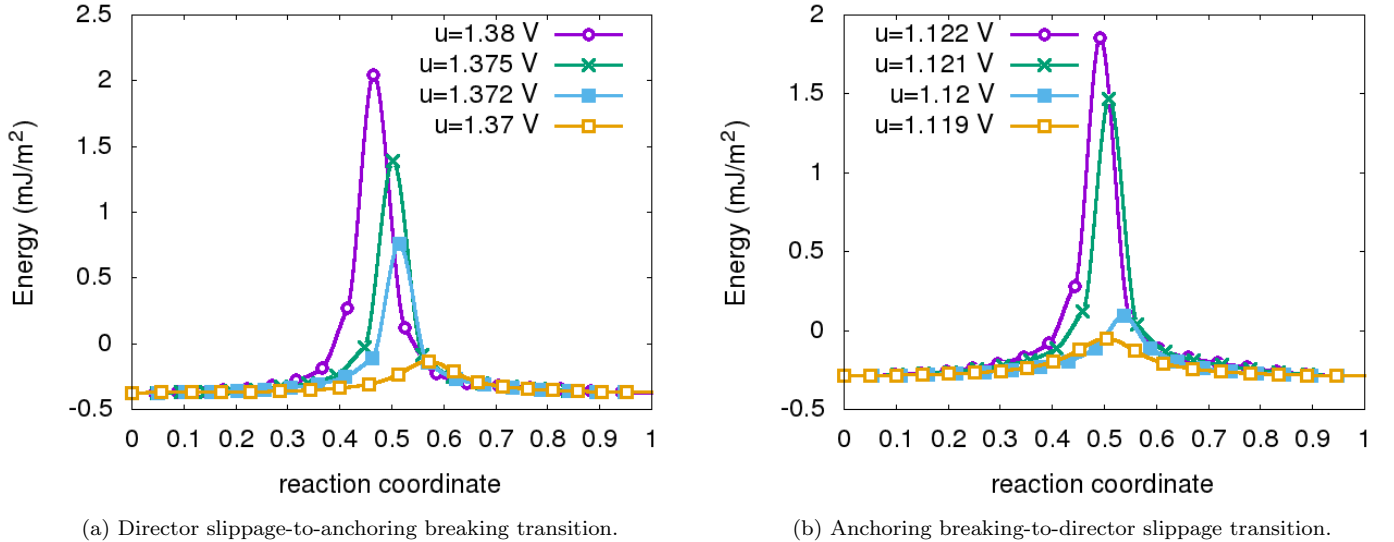 2.5
2
1.5
1
0.5
0
-0.5
Energy (mJ/m²)
u=1.38 V
u=1.375 V
u=1.372 V
u=1.37 V
0 0.1 0.2 0.3 0.4 0.5 0.6 0.7 0.8 0.9 1
reaction coordinate
(a) Director slippage-to-anchoring breaking transition.
2
1.5
1
0.5
0
-0.5
Energy (mJ/m²)
u=1.122 V
u=1.121 V
u=1.12 V
u=1.119 V
0 0.1 0.2 0.3 0.4 0.5 0.6 0.7 0.8 0.9 1
reaction coordinate
(b) Anchoring breaking-to-director slippage transition.